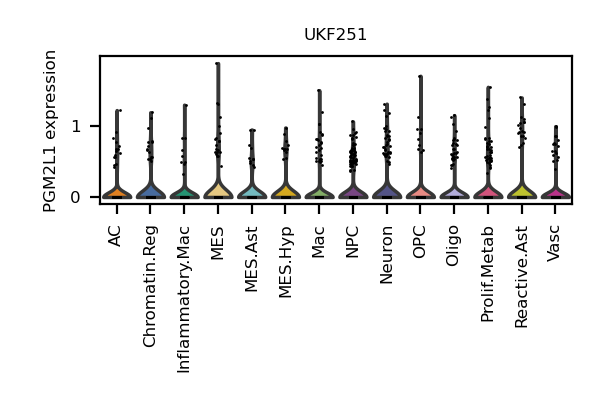 UKF251
PGM2L1 expression
1
0
AC
Chromatin.Reg
Inflammatory.Mac
MES
MES.Ast
MES.Hyp
Mac
NPC
Neuron
OPC
Oligo
Prolif.Metab
Reactive.Ast
Vasc